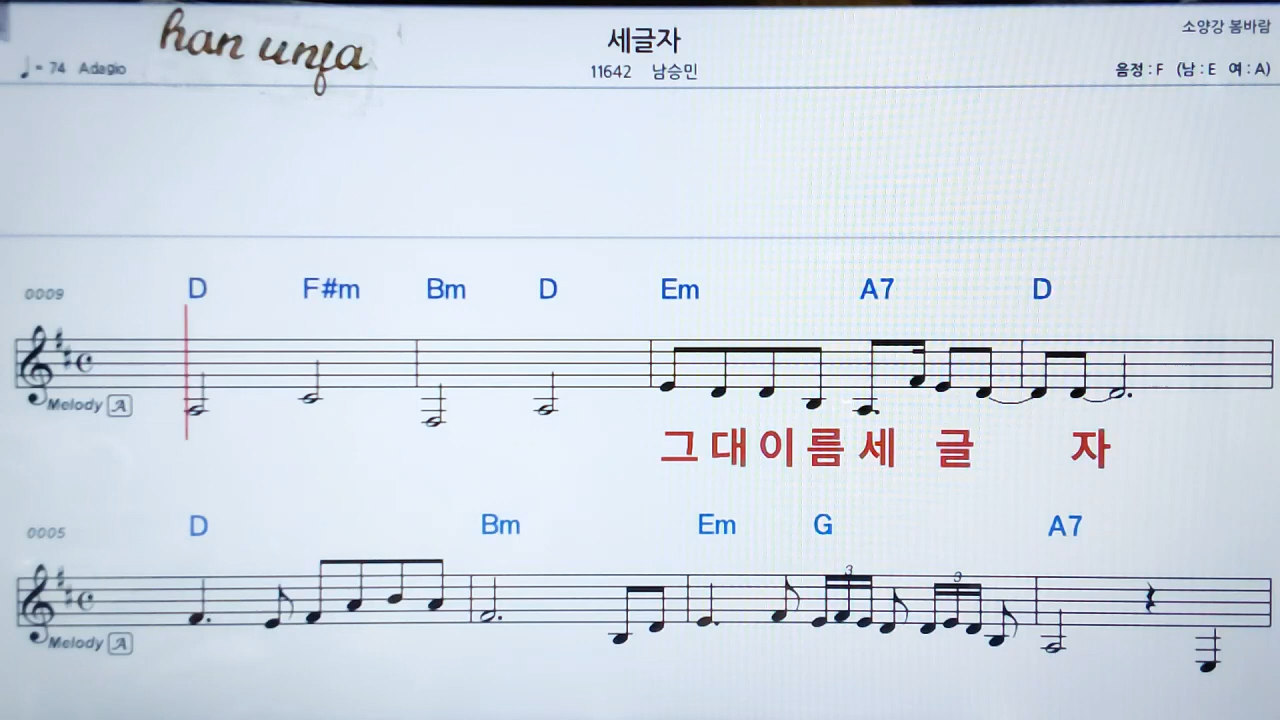 han unja
세글자
소양강 봄바람
♩= 74 Adagio
11642 남승민
음정 : F (남 : E 여 : A)
0009 D F#m Bm D Em A7 D
Melody A
그대이름세 글 자
0005 D Bm Em G A7
3 3
Melody A